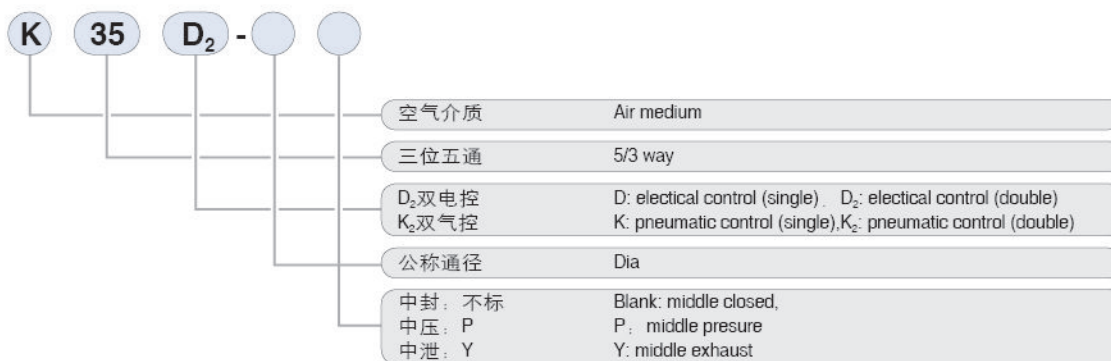 K 35 D₂ -
空气介质 Air medium
三位五通 5/3 way
D₂双电控 D: electical control (single)． D₂: electical control (double)
K₂双气控 K: pneumatic control (single),K₂: pneumatic control (double)
公称通径 Dia
中封：不标 Blank: middle closed,
中压：P P：middle presure
中泄：Y Y: middle exhaust